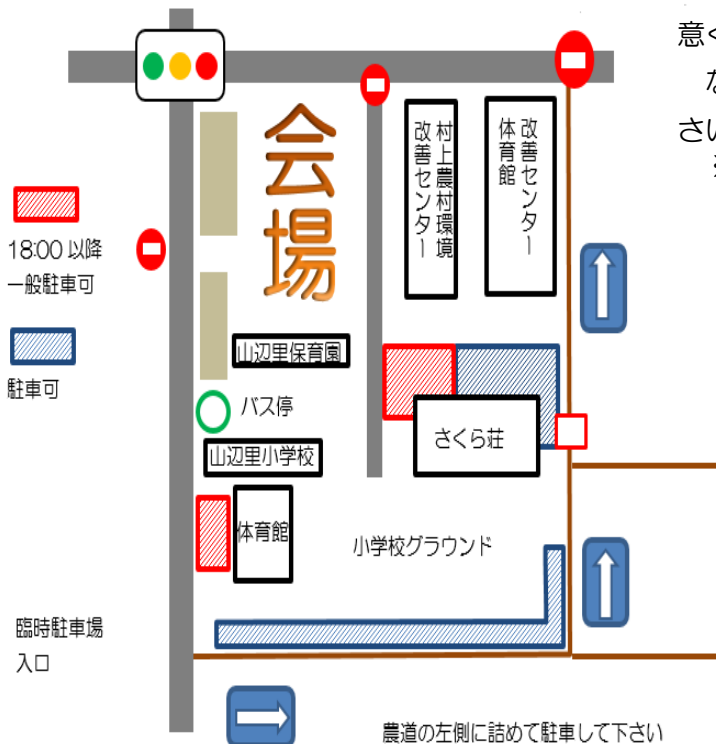 意く
さい
会場
村上農村環境
改善センター
改善センター
体育館
18:00 以降
一般駐車可
駐車可
山辺里保育園
バス停
山辺里小学校
さくら荘
体育館
小学校グラウンド
臨時駐車場
入口
農道の左側に詰めて駐車して下さい